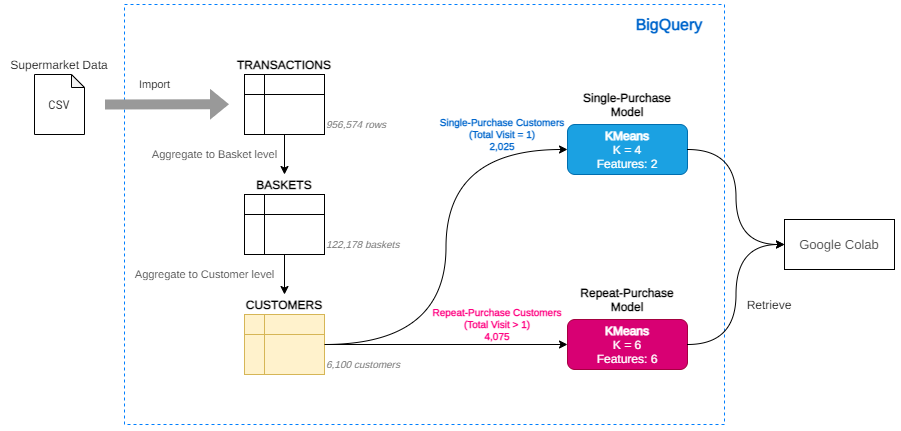 BigQuery
Supermarket Data
CSV
Import
TRANSACTIONS
956,574 rows
Aggregate to Basket level
BASKETS
122,178 baskets
Aggregate to Customer level
CUSTOMERS
6,100 customers
Single-Purchase Customers
(Total Visit = 1)
2,025
Single-Purchase
Model
KMeans
K = 4
Features: 2
Repeat-Purchase Customers
(Total Visit > 1)
4,075
Repeat-Purchase
Model
KMeans
K = 6
Features: 6
Google Colab
Retrieve